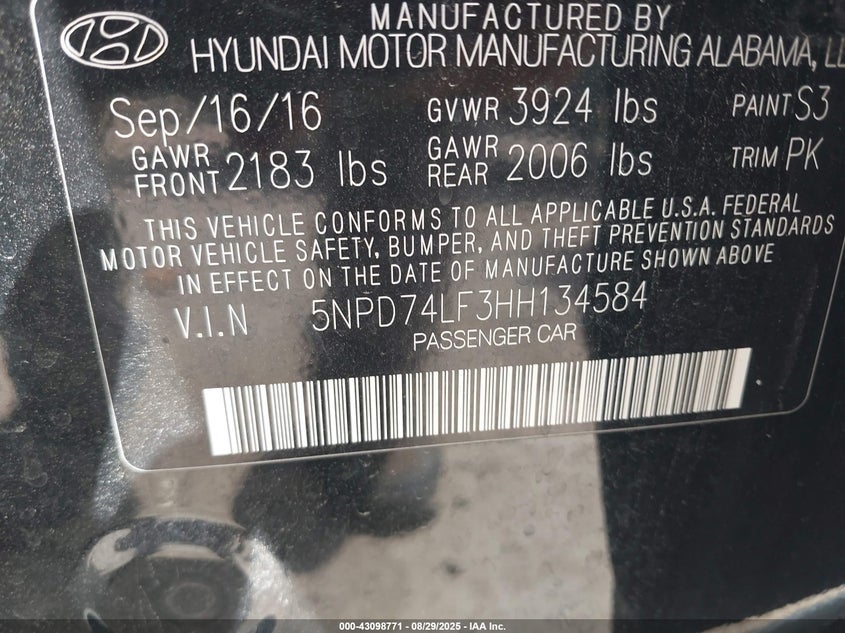 MANUFACTURED BY
HYUNDAI MOTOR MANUFACTURING ALABAMA, LL
Sep/16/16 GVWR 3924 lbs PAINT S3
GAWR FRONT 2183 lbs GAWR REAR 2006 lbs TRIM PK
THIS VEHICLE CONFORMS TO ALL APPLICABLE U.S.A. FEDERAL
MOTOR VEHICLE SAFETY, BUMPER, AND THEFT PREVENTION STANDARDS
IN EFFECT ON THE DATE OF MANUFACTURE SHOWN ABOVE
V.I.N 5NPD74LF3HH134584
PASSENGER CAR
000-43098771 - 08/29/2025 - IAA Inc.